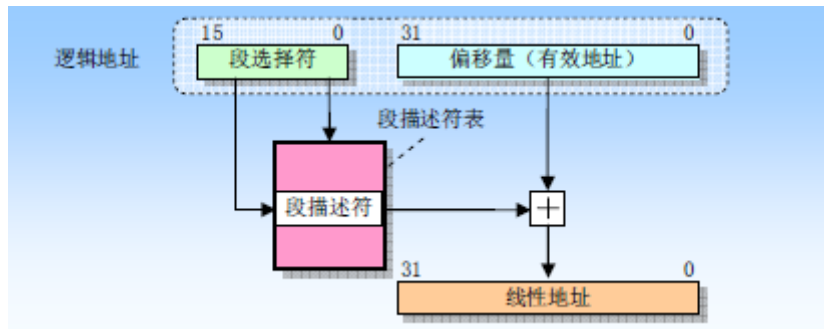 15 0 31 0
逻辑地址 段选择符 偏移量（有效地址）
段描述符表
段描述符 +
31 0
线性地址